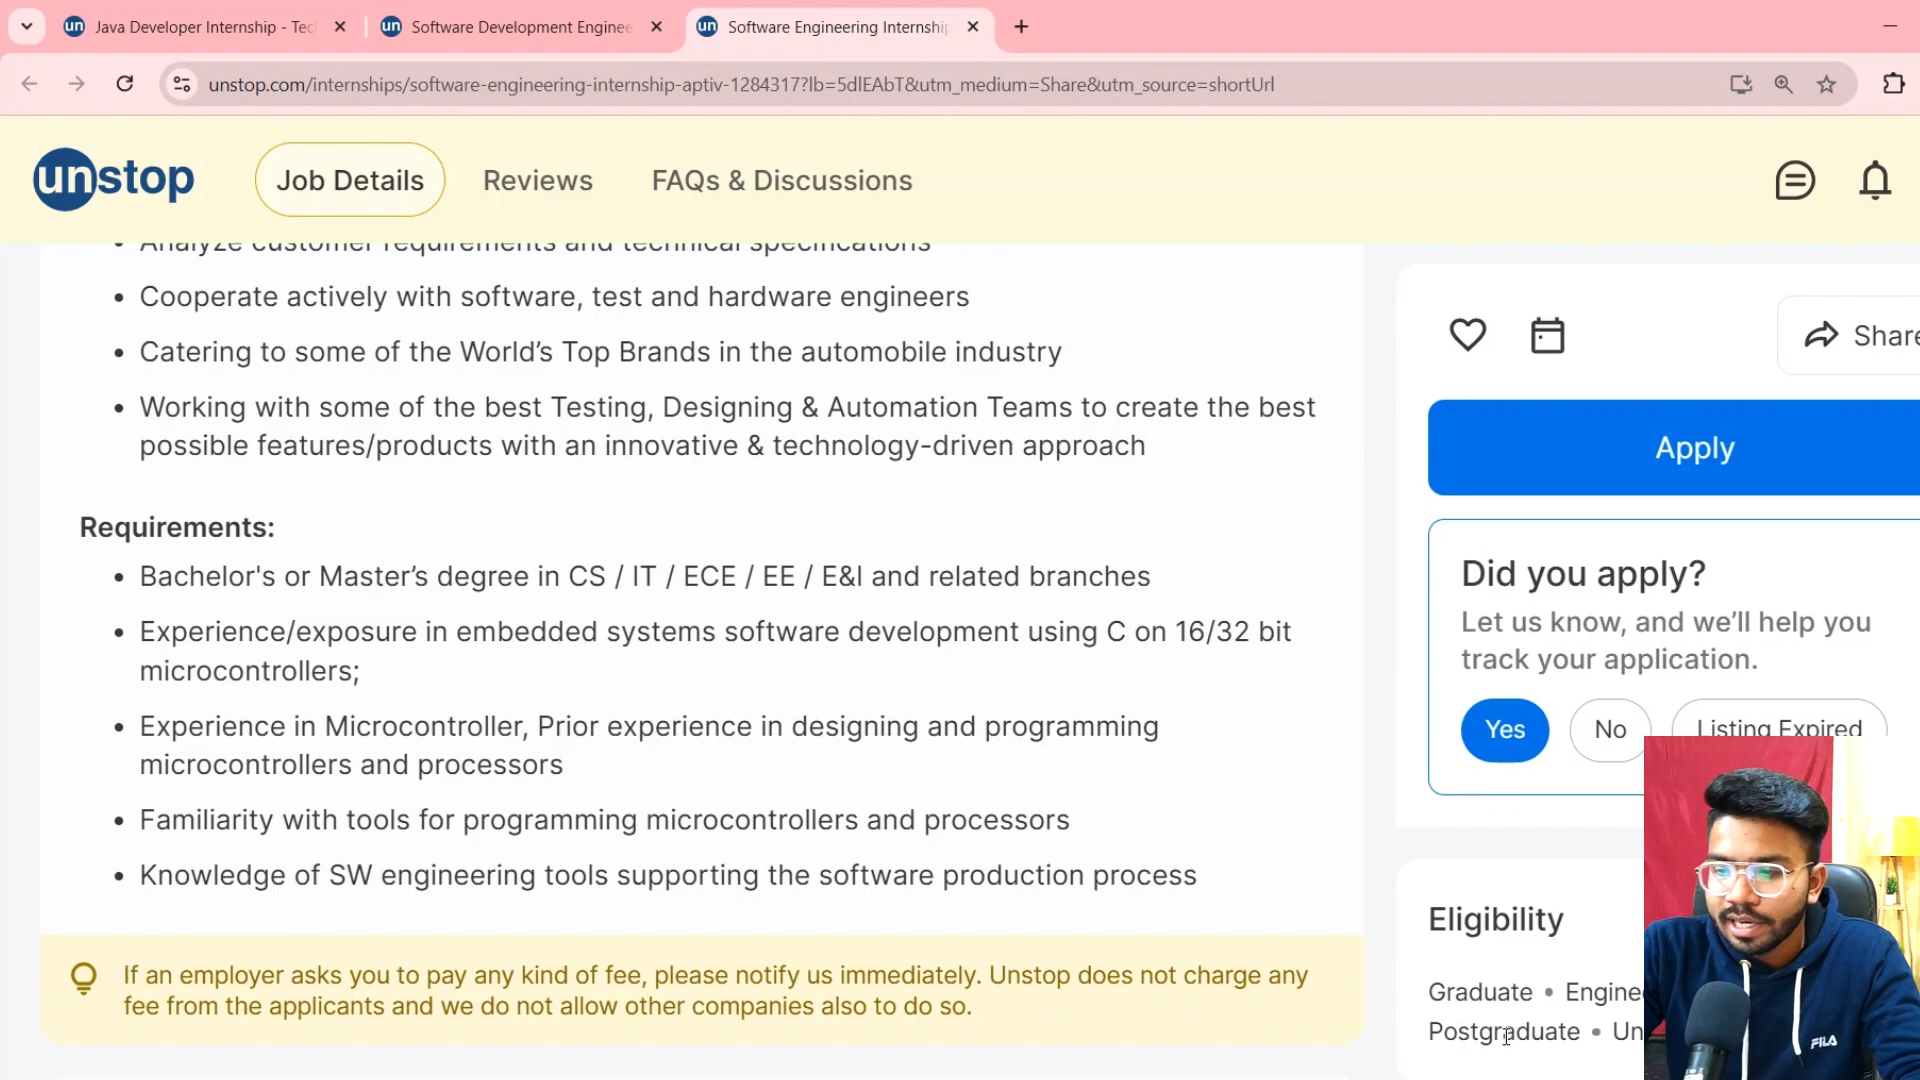 Java Developer Internship - Tec
Software Development Enginee
Software Engineering Internship
unstop.com/internships/software-engineering-internship-aptiv-1284317?lb=5dlEAbT&utm_medium=Share&utm_source=shortUrl
unstop
Job Details
Reviews
FAQs & Discussions
• Analyze customer requirements and technical specifications
• Cooperate actively with software, test and hardware engineers
• Catering to some of the World’s Top Brands in the automobile industry
• Working with some of the best Testing, Designing & Automation Teams to create the best
possible features/products with an innovative & technology-driven approach
Requirements:
• Bachelor's or Master’s degree in CS / IT / ECE / EE / E&I and related branches
• Experience/exposure in embedded systems software development using C on 16/32 bit
microcontrollers;
• Experience in Microcontroller, Prior experience in designing and programming
microcontrollers and processors
• Familiarity with tools for programming microcontrollers and processors
• Knowledge of SW engineering tools supporting the software production process
If an employer asks you to pay any kind of fee, please notify us immediately. Unstop does not charge any
fee from the applicants and we do not allow other companies also to do so.
Share
Apply
Did you apply?
Let us know, and we’ll help you
track your application.
Yes
No
Listing Expired
Eligibility
Graduate • Enginee
Postgraduate • Un
FILA